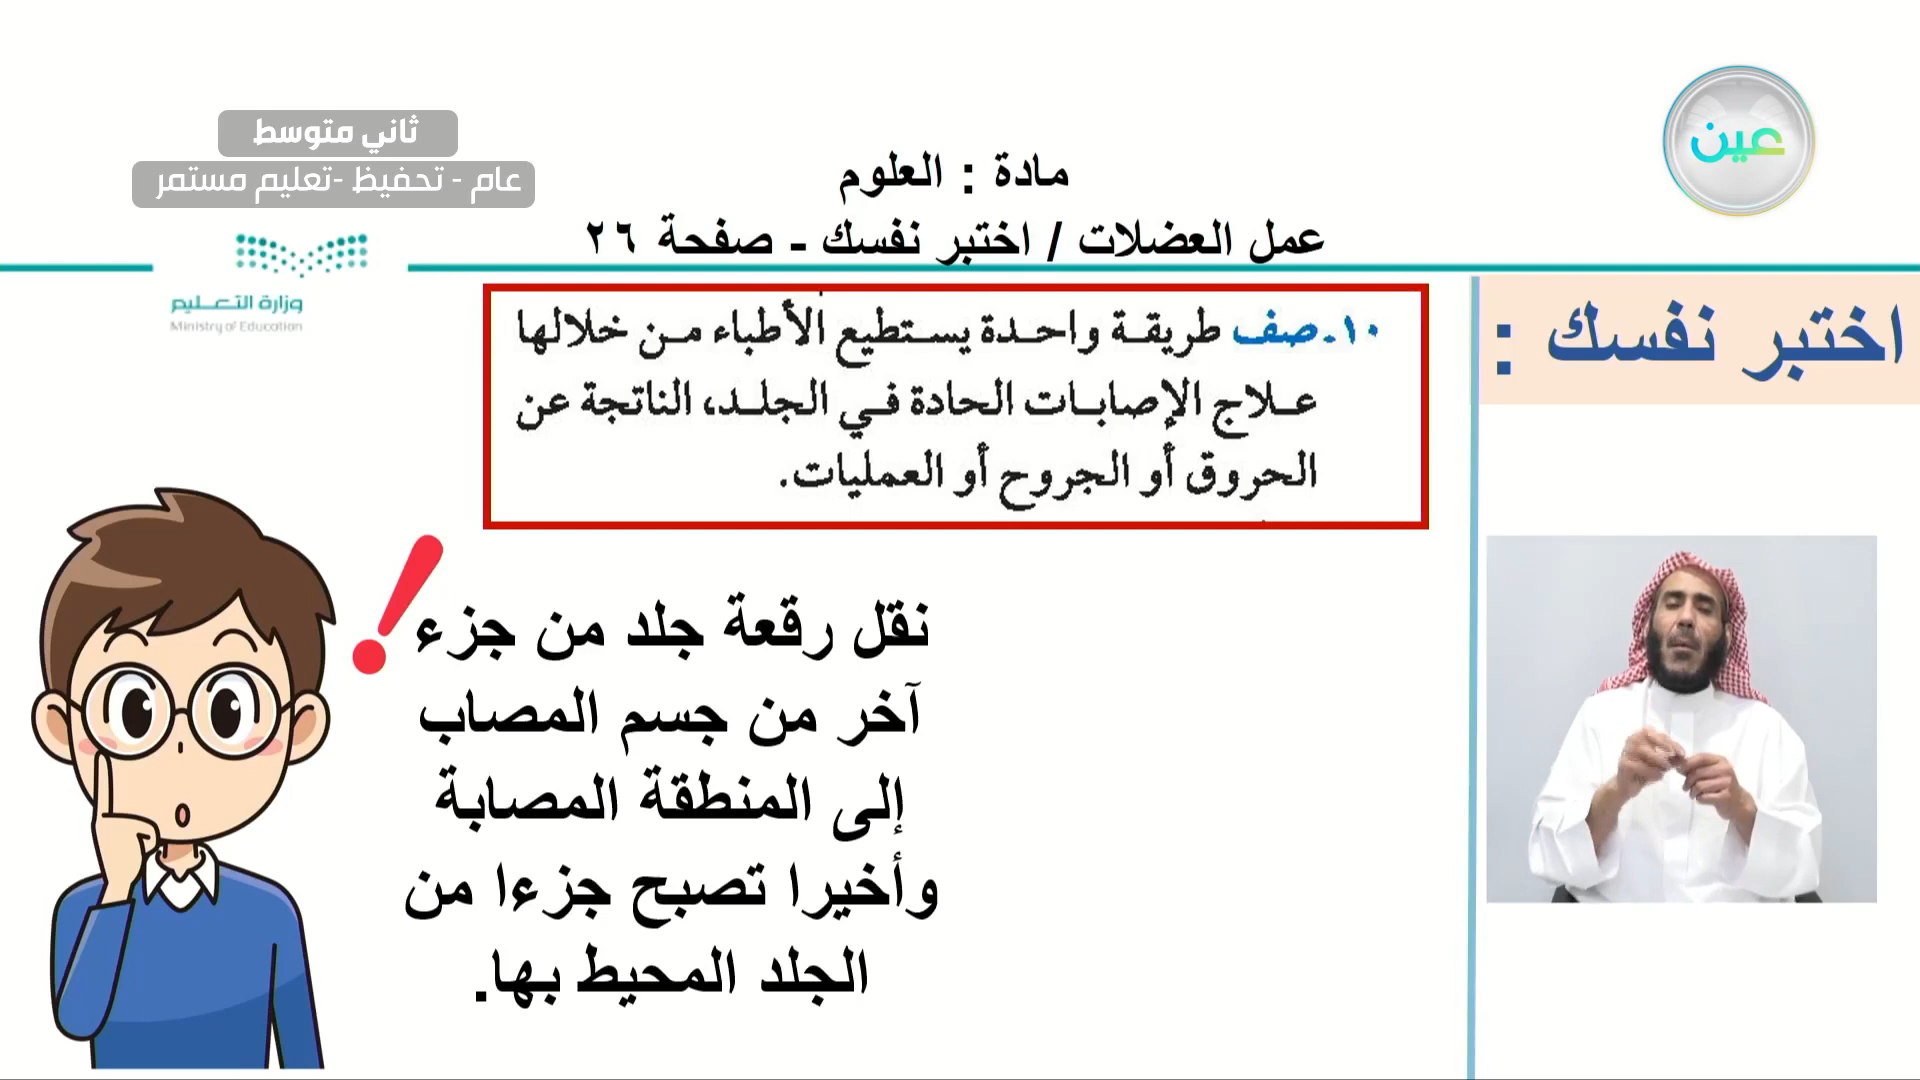 ثاني متوسط
عام - تحفيظ -تعليم مستمر
عين
مادة : العلوم
عمل العضلات / اختبر نفسك - صفحة ٢٦
وزارة التعليم
Ministry of Education
اختبر نفسك :
١٠- صف طريقة واحدة يستطيع الأطباء من خلالها
علاج الإصابات الحادة في الجلد، الناتجة عن
الحروق أو الجروح أو العمليات.
نقل رقعة جلد من جزء
آخر من جسم المصاب
إلى المنطقة المصابة
وأخيرا تصبح جزءا من
الجلد المحيط بها.